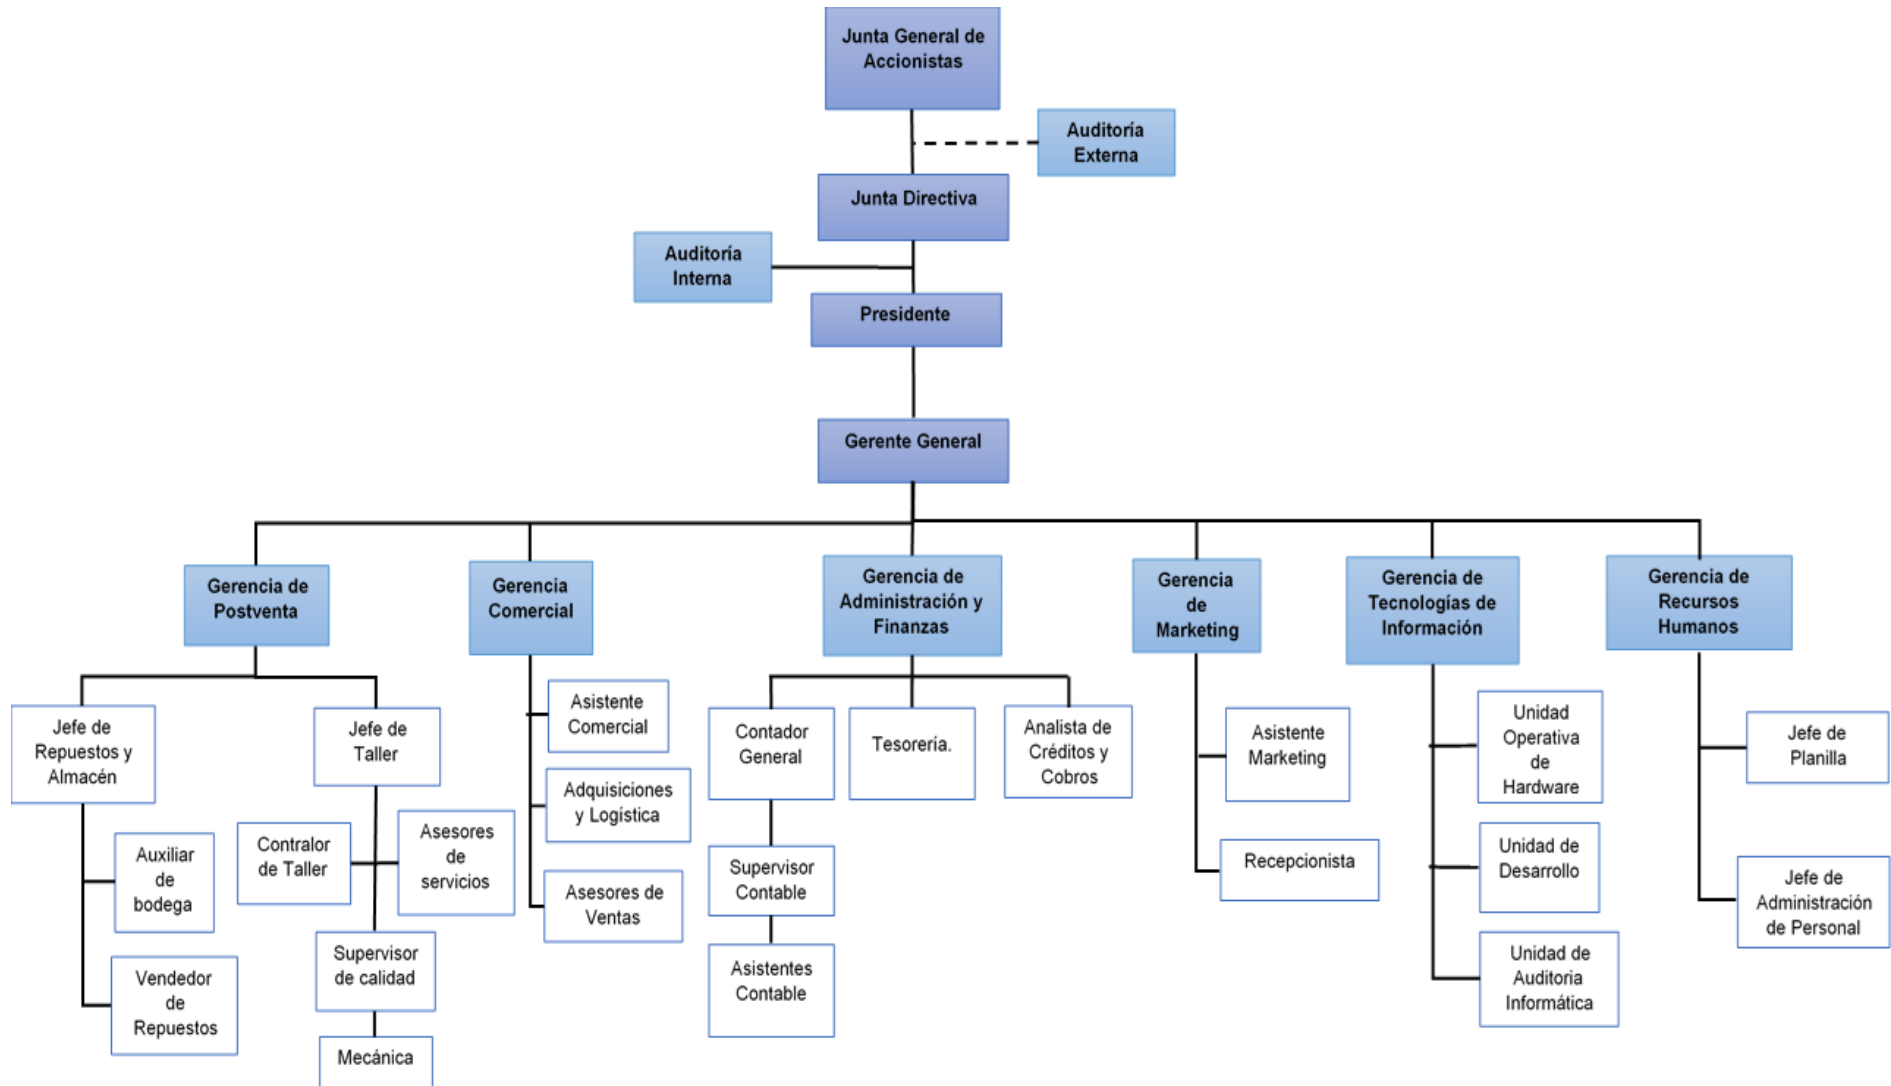 Junta General de
Accionistas
Auditoría
Externa
Junta Directiva
Auditoría
Interna
Presidente
Gerente General
Gerencia de
Postventa
Gerencia
Comercial
Gerencia de
Administración y
Finanzas
Gerencia
de
Marketing
Gerencia de
Tecnologías de
Información
Gerencia de
Recursos
Humanos
Jefe de
Repuestos y
Almacén
Jefe de
Taller
Asistente
Comercial
Contador
General
Tesorería.
Analista de
Créditos y
Cobros
Asistente
Marketing
Unidad
Operativa
de
Hardware
Jefe de
Planilla
Auxiliar
de
bodega
Contralor
de Taller
Asesores
de
servicios
Adquisiciones
y Logística
Supervisor
Contable
Recepcionista
Unidad de
Desarrollo
Jefe de
Administración
de Personal
Vendedor
de
Repuestos
Supervisor
de calidad
Asesores de
Ventas
Asistentes
Contable
Unidad de
Auditoria
Informática
Mecánica